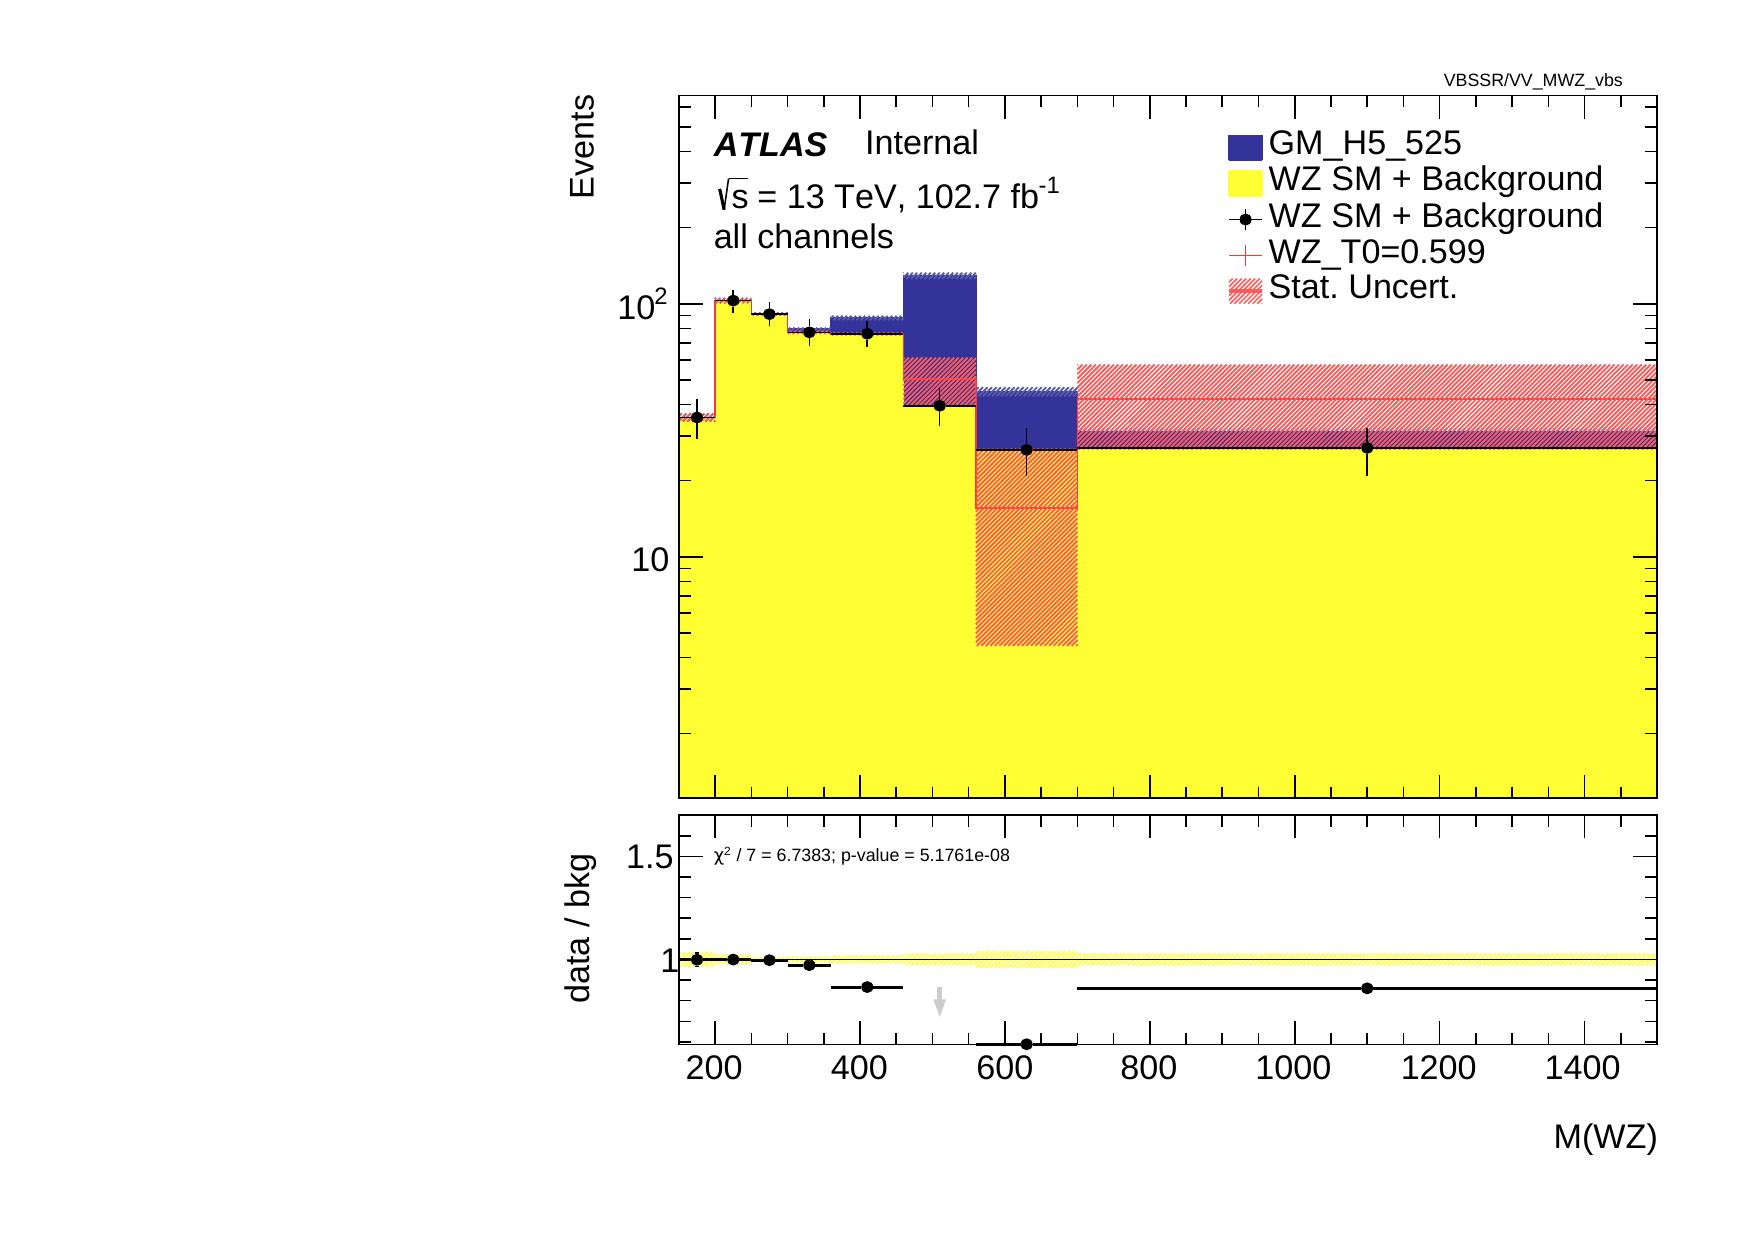 VBSSR/VV_MWZ_vbs
Events
ATLAS Internal
√s = 13 TeV, 102.7 fb⁻¹
all channels
GM_H5_525
WZ SM + Background
WZ SM + Background
WZ_T0=0.599
Stat. Uncert.
10²
10
data / bkg
1.5
χ² / 7 = 6.7383; p-value = 5.1761e-08
1
200 400 600 800 1000 1200 1400
M(WZ)